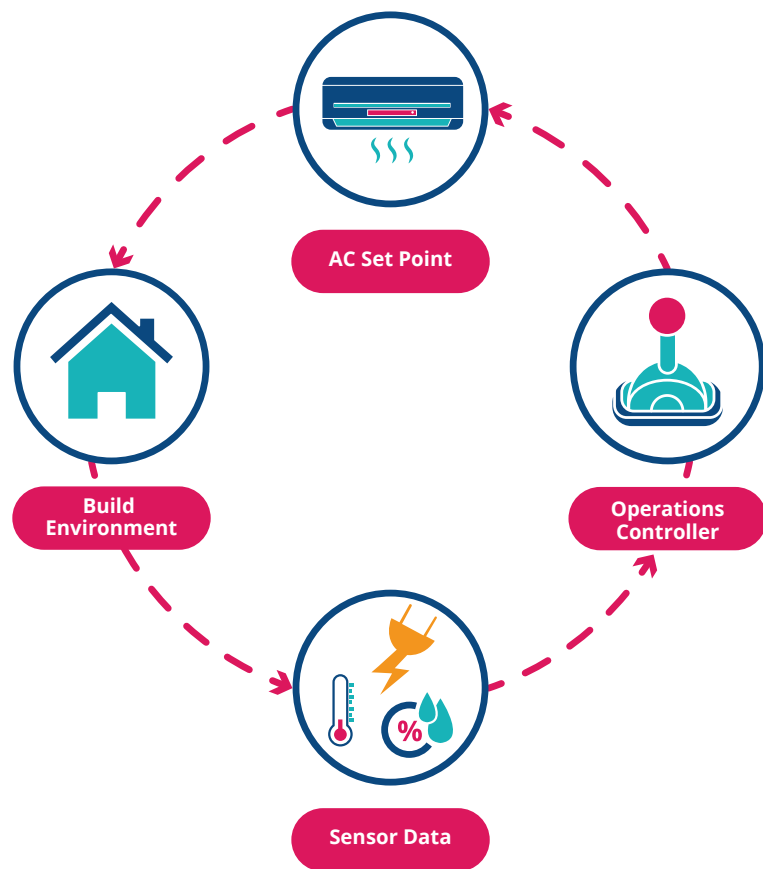 AC Set Point
Build
Environment
Operations
Controller
%
Sensor Data